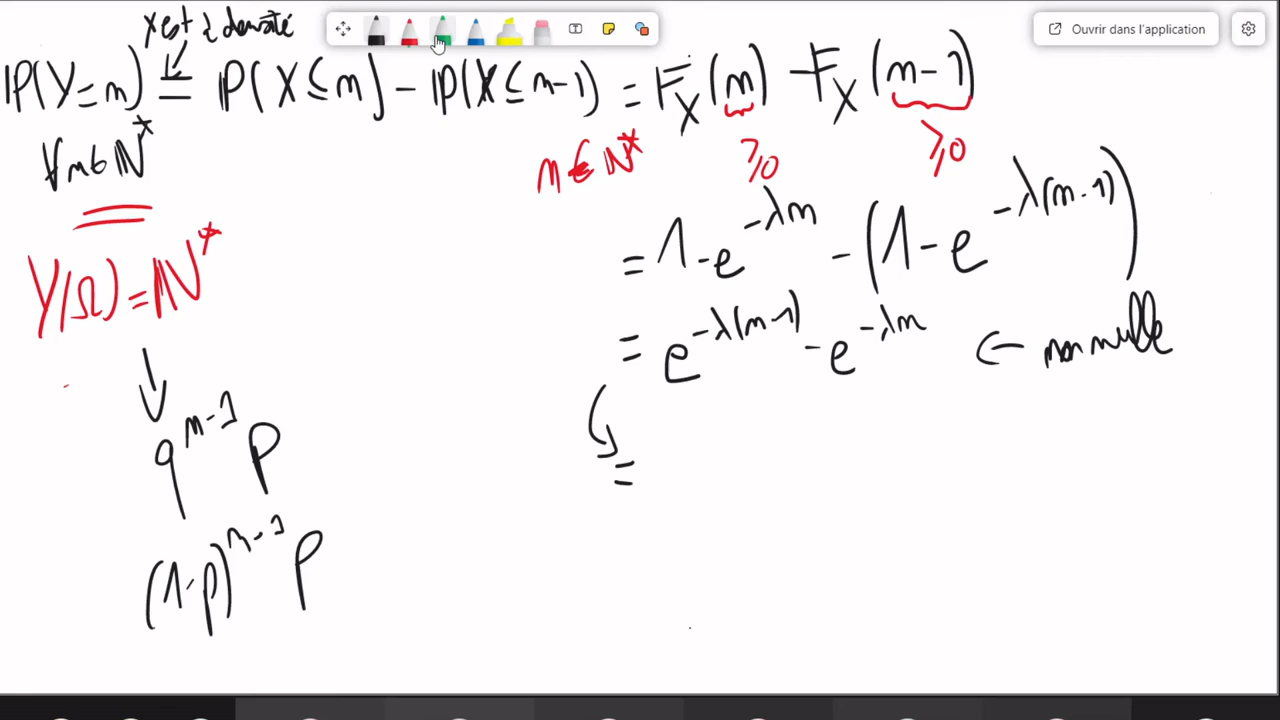 X est à densité
Ouvrir dans l'application
P(Y=n) = P(X≤n] - P(X≤n-1) = F_X(n) - F_X(n-1)
∀n∈ℕ*
n∈ℕ* ≥0 ≥0
Y(Ω)=ℕ*
= 1-e^{-λn} - (1-e^{-λ(n-1)})
= e^{-λ(n-1)} - e^{-λn} ← non nulle
q^{n-1} p
=
(1-p)^{n-1} p